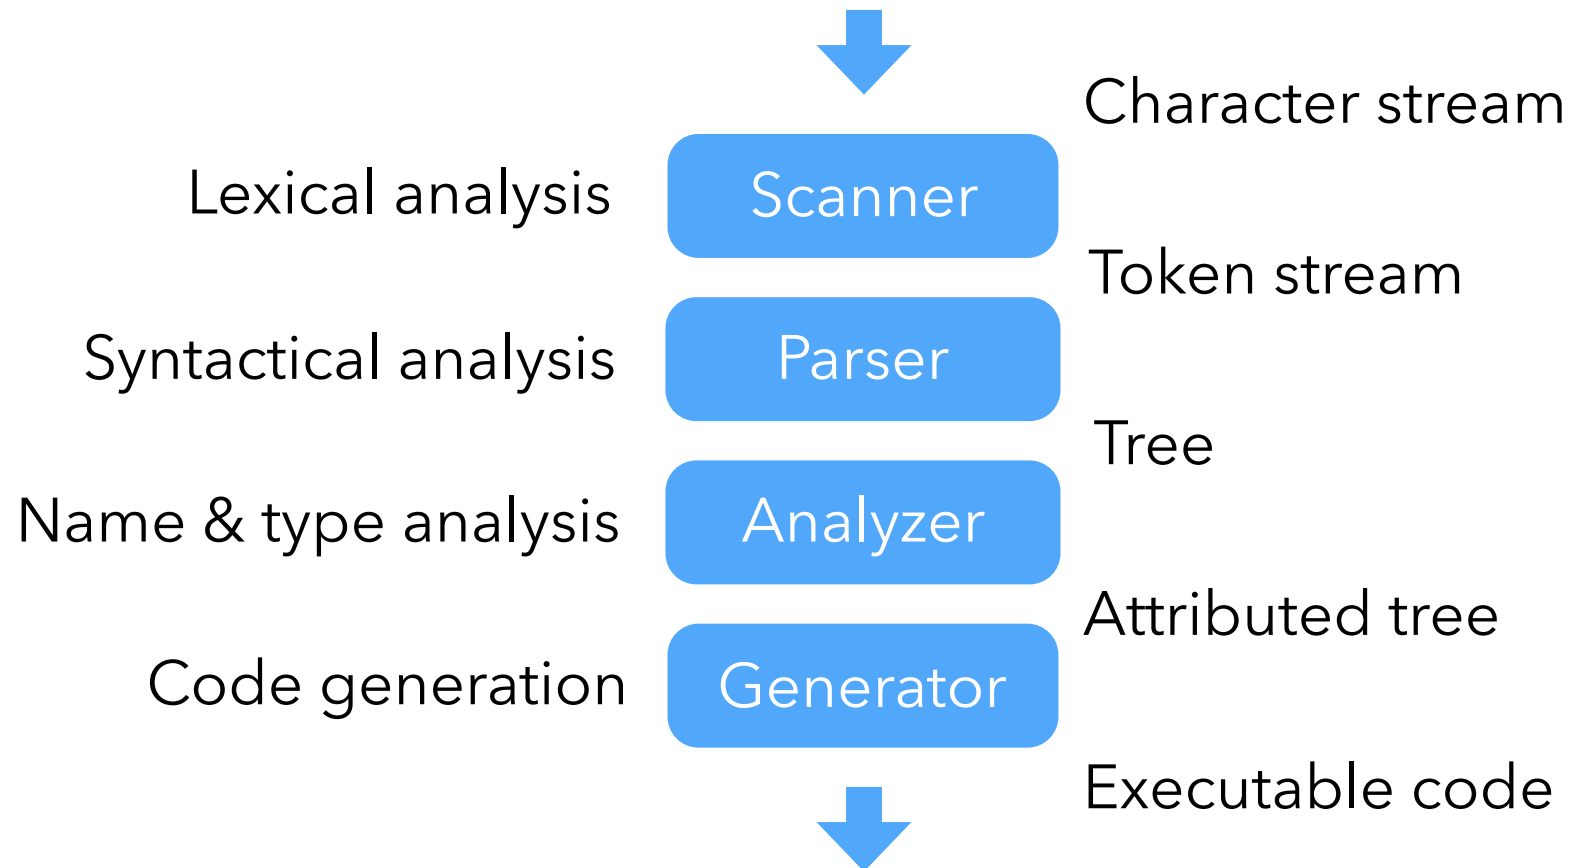 Character stream
Lexical analysis
Scanner
Token stream
Syntactical analysis
Parser
Tree
Name & type analysis
Analyzer
Attributed tree
Code generation
Generator
Executable code